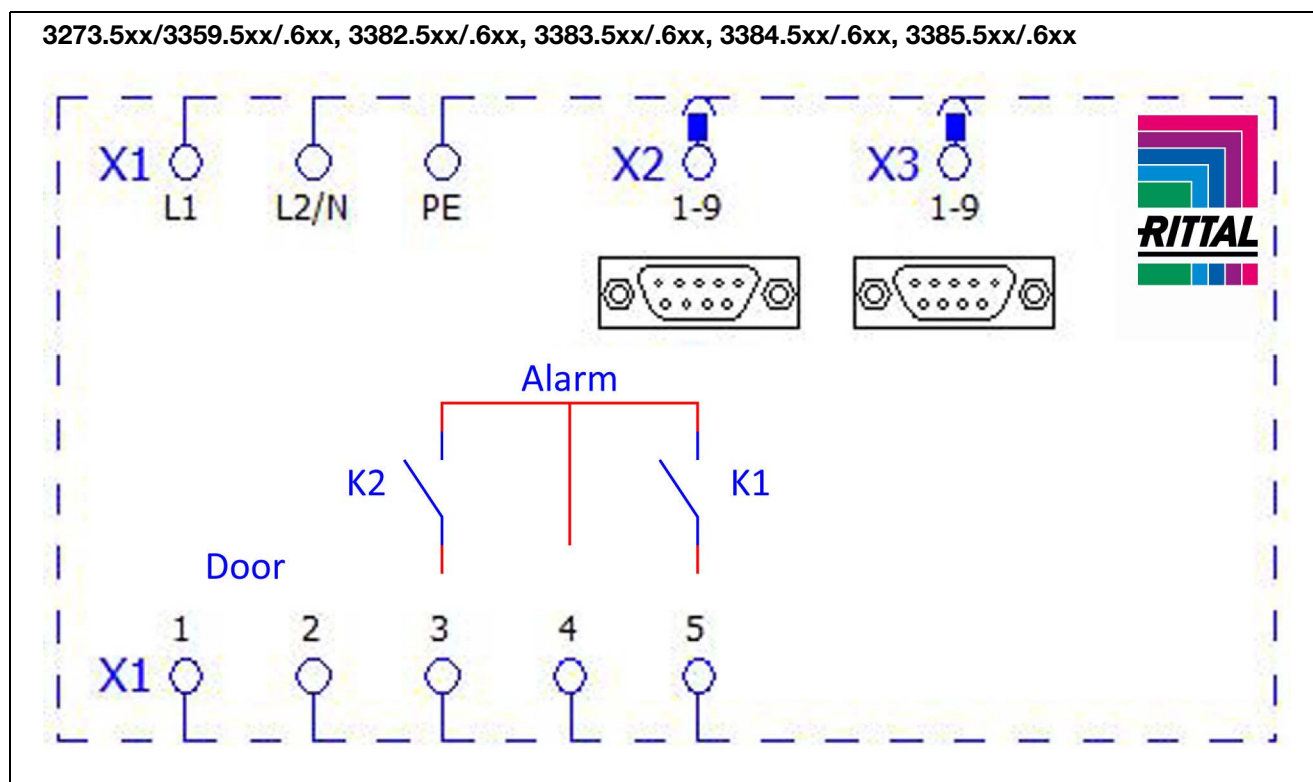 3273.5xx/3359.5xx/.6xx, 3382.5xx/.6xx, 3383.5xx/.6xx, 3384.5xx/.6xx, 3385.5xx/.6xx
X1 X2 X3
L1 L2/N PE 1-9 1-9
RITTAL
Alarm
K2 K1
Door
1 2 3 4 5
X1